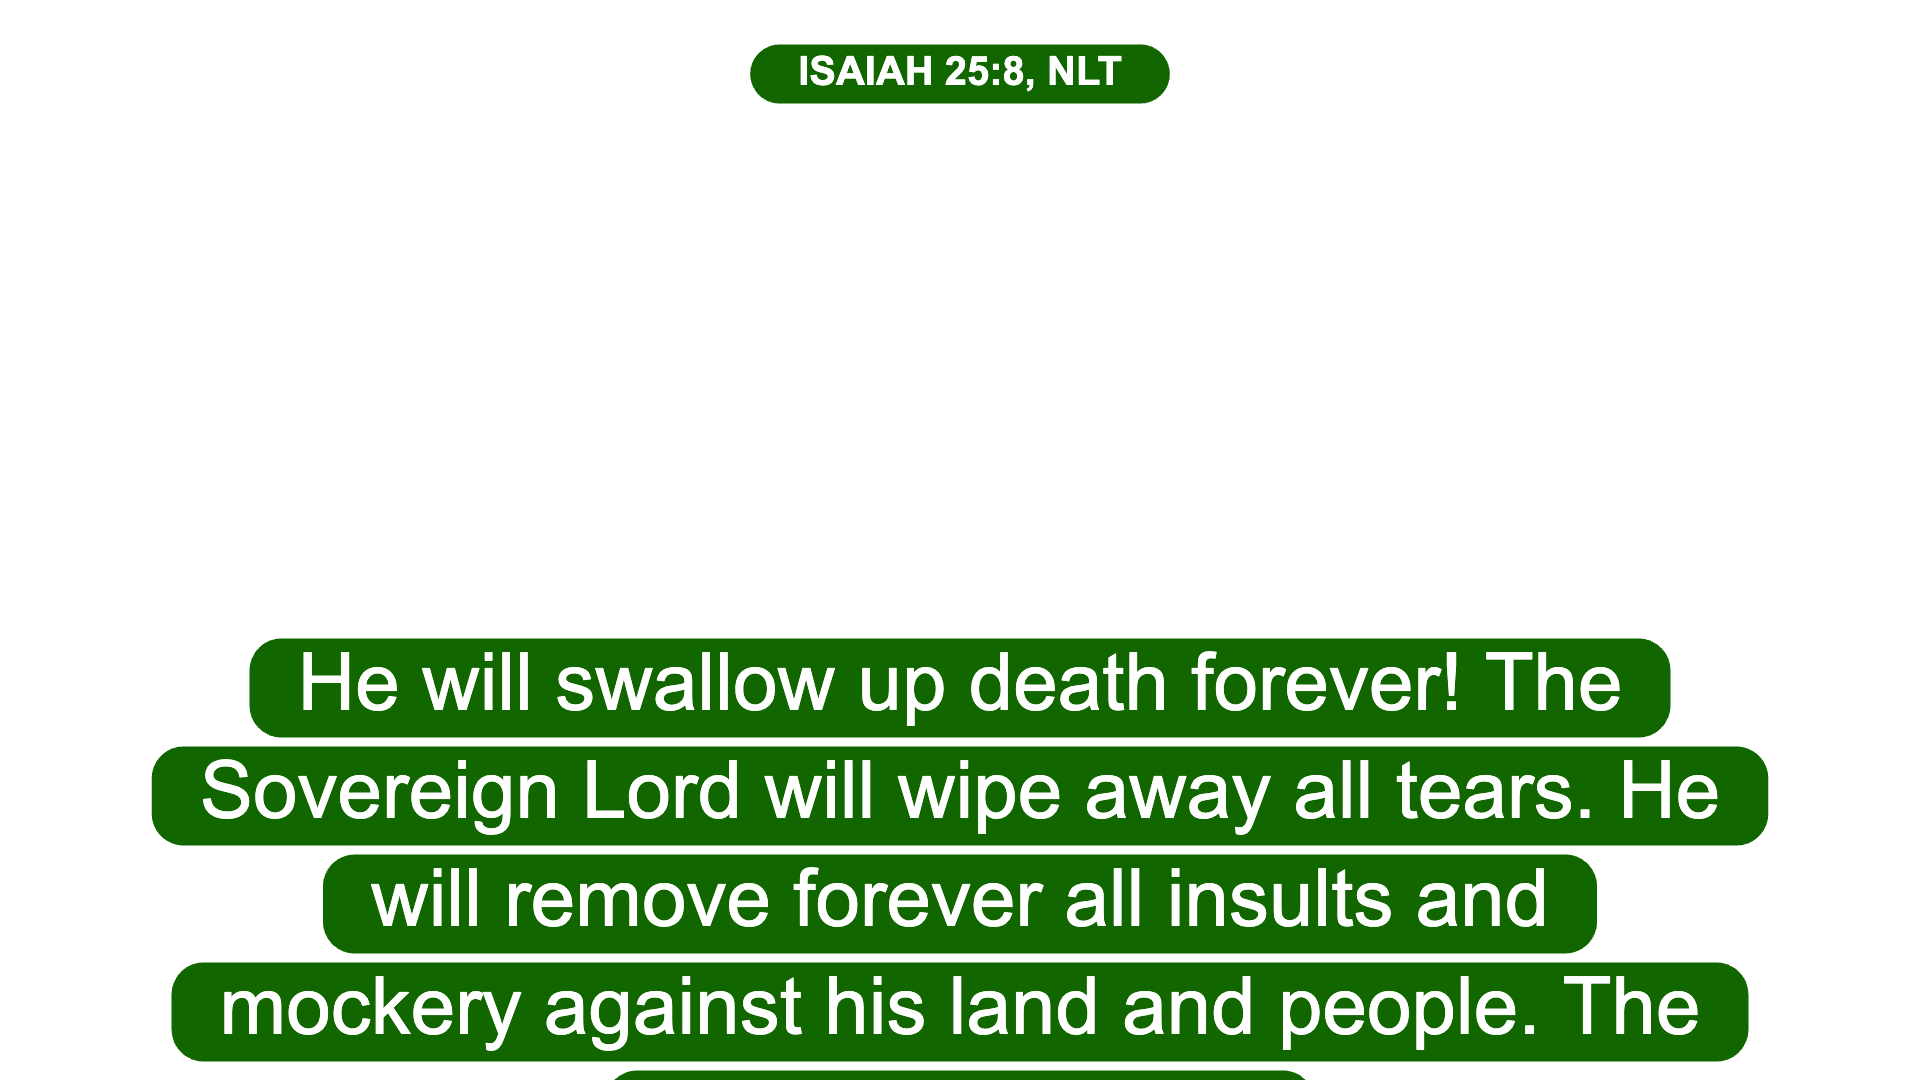 ISAIAH 25:8, NLT
He will swallow up death forever! The
Sovereign Lord will wipe away all tears. He
will remove forever all insults and
mockery against his land and people. The